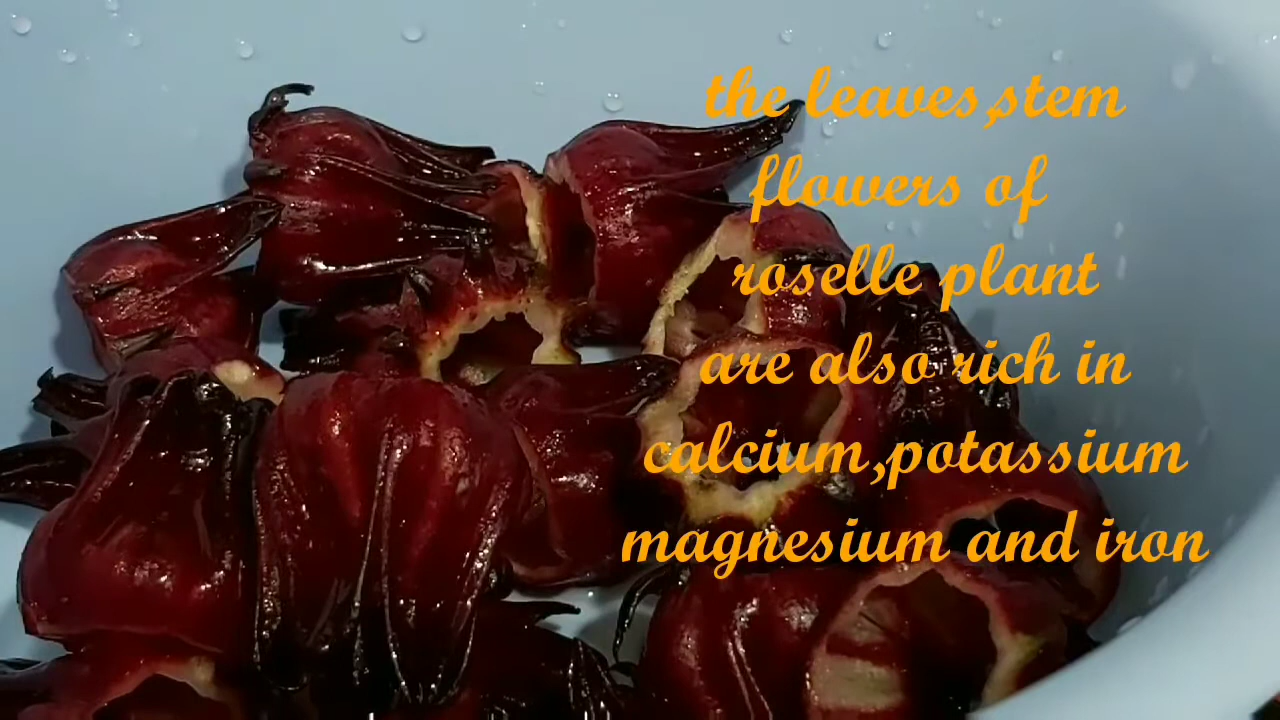 the leaves,stem
flowers of
roselle plant
are also rich in
calcium,potassium
magnesium and iron